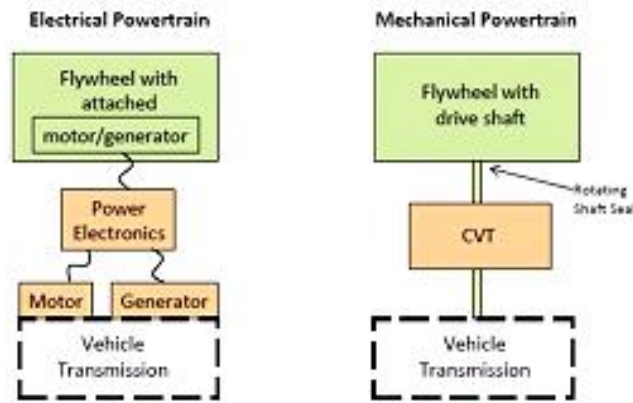 Electrical Powertrain
Flywheel with
attached
motor/generator
Power
Electronics
Motor
Generator
Vehicle
Transmission
Mechanical Powertrain
Flywheel with
drive shaft
Rotating
Shaft Seal
CVT
Vehicle
Transmission